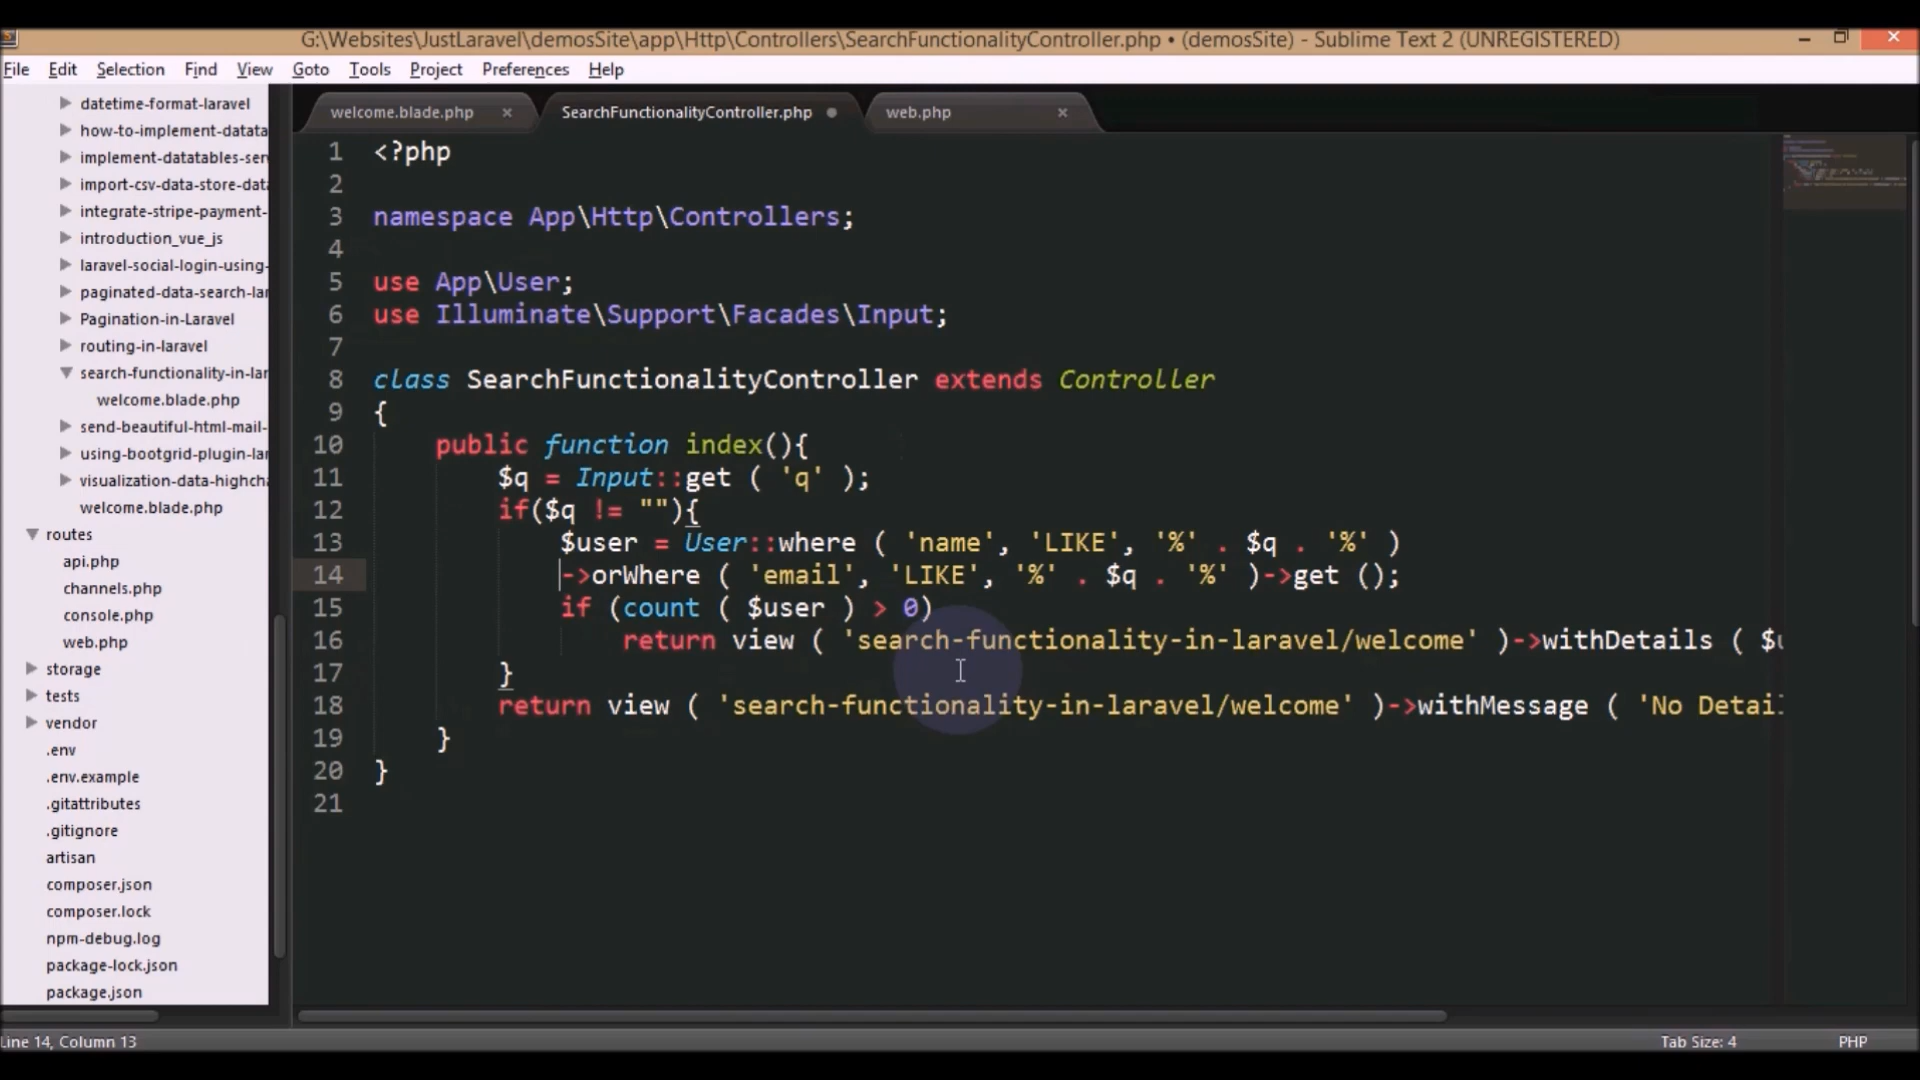 G:\Websites\JustLaravel\demosSite\app\Http\Controllers\SearchFunctionalityController.php • (demosSite) - Sublime Text 2 (UNREGISTERED)
File Edit Selection Find View Goto Tools Project Preferences Help
datetime-format-laravel
how-to-implement-datata
implement-datatables-ser
import-csv-data-store-dat
integrate-stripe-payment-
introduction_vue_js
laravel-social-login-using-
paginated-data-search-lar
Pagination-in-Laravel
routing-in-laravel
search-functionality-in-lar
welcome.blade.php
send-beautiful-html-mail-
using-bootgrid-plugin-lar
visualization-data-highch
welcome.blade.php
routes
api.php
channels.php
console.php
web.php
storage
tests
vendor
.env
.env.example
.gitattributes
.gitignore
artisan
composer.json
composer.lock
npm-debug.log
package-lock.json
package.json
welcome.blade.php × SearchFunctionalityController.php web.php ×
1 <?php
2
3 namespace App\Http\Controllers;
4
5 use App\User;
6 use Illuminate\Support\Facades\Input;
7
8 class SearchFunctionalityController extends Controller
9 {
10 public function index(){
11 $q = Input::get ( 'q' );
12 if($q != ""){
13 $user = User::where ( 'name', 'LIKE', '%' . $q . '%' )
14 ->orWhere ( 'email', 'LIKE', '%' . $q . '%' )->get ();
15 if (count ( $user ) > 0)
16 return view ( 'search-functionality-in-laravel/welcome' )->withDetails ( $u
17 }
18 return view ( 'search-functionality-in-laravel/welcome' )->withMessage ( 'No Detai
19 }
20 }
21
Line 14, Column 13 Tab Size: 4 PHP